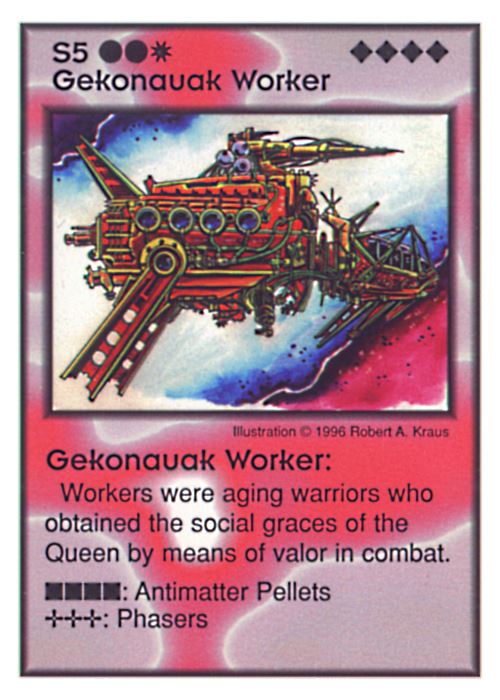 S5 ●●✷ ◆◆◆◆
Gekonauak Worker
Illustration © 1996 Robert A. Kraus
Gekonauak Worker:
Workers were aging warriors who
obtained the social graces of the
Queen by means of valor in combat.
■■■■: Antimatter Pellets
✛✛✛: Phasers